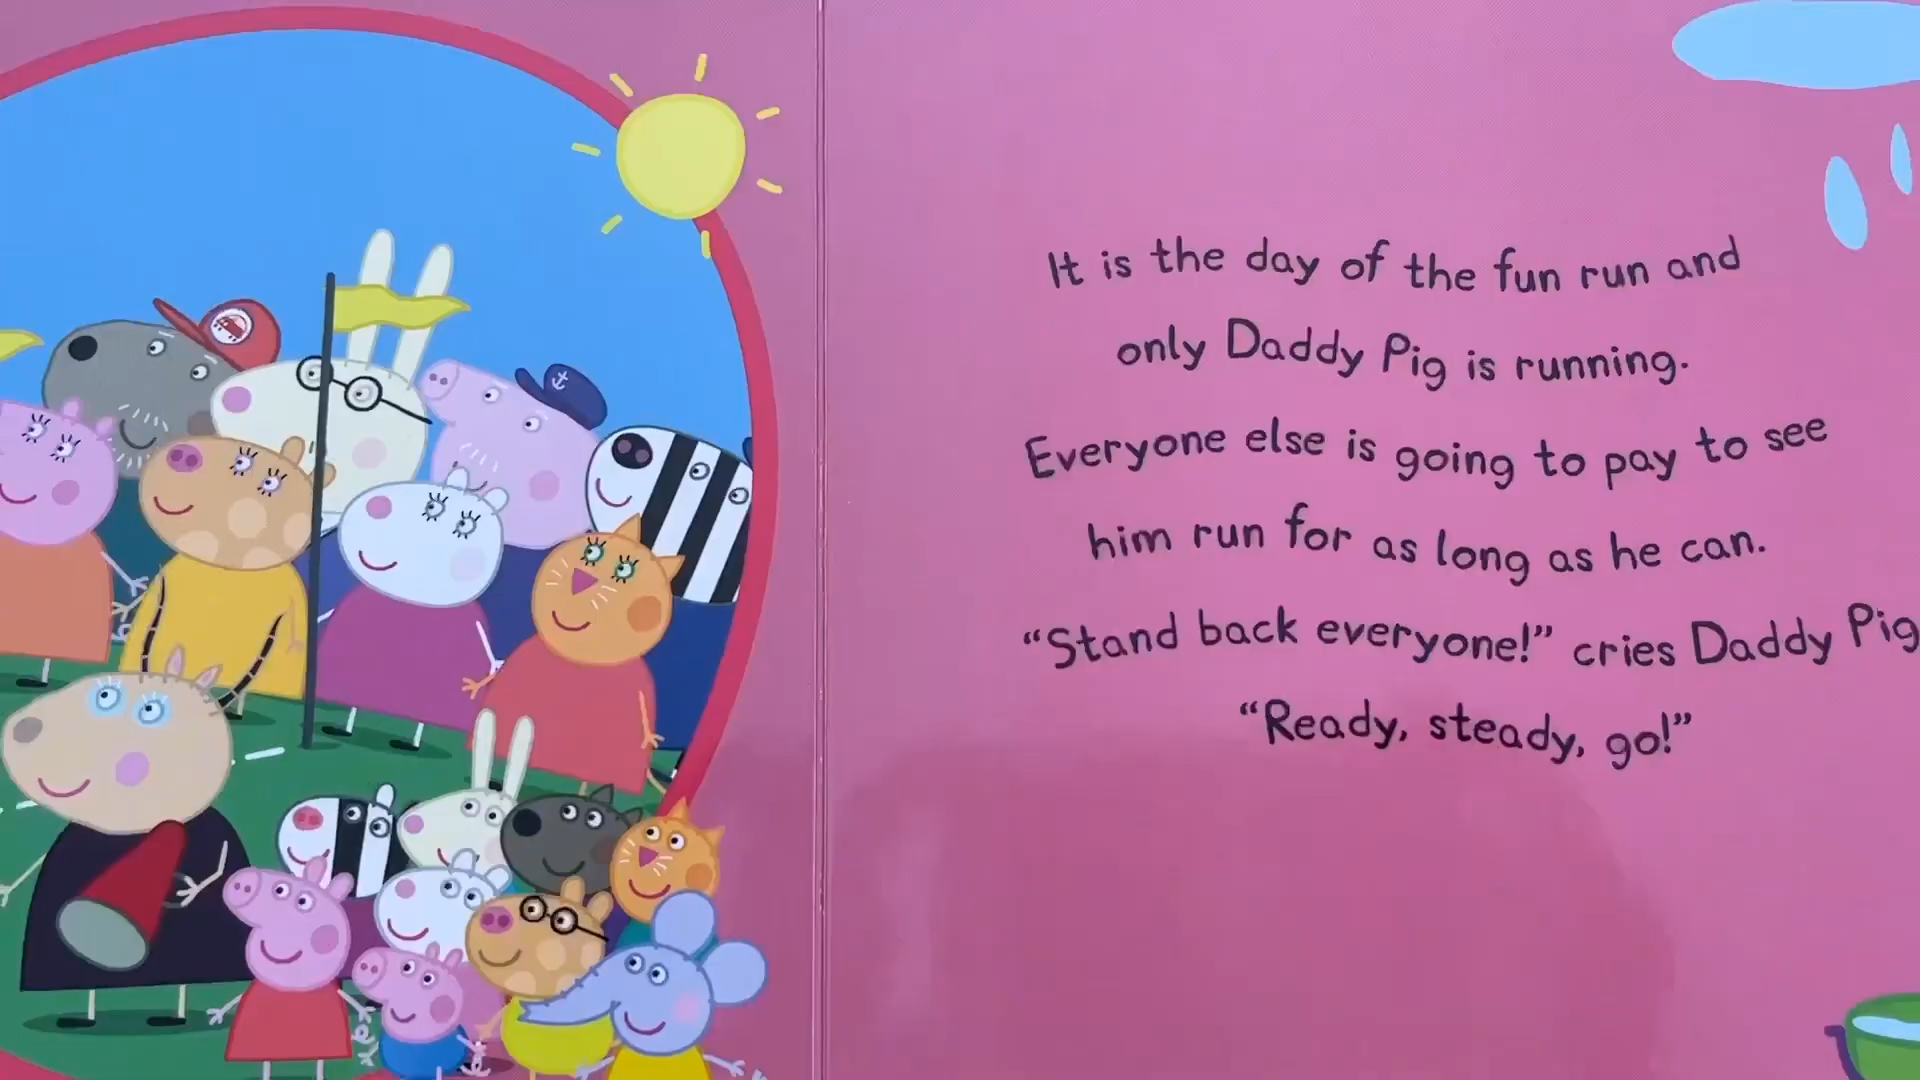 It is the day of the fun run and
only Daddy Pig is running.
Everyone else is going to pay to see
him run for as long as he can.
“Stand back everyone!” cries Daddy Pig
“Ready, steady, go!”